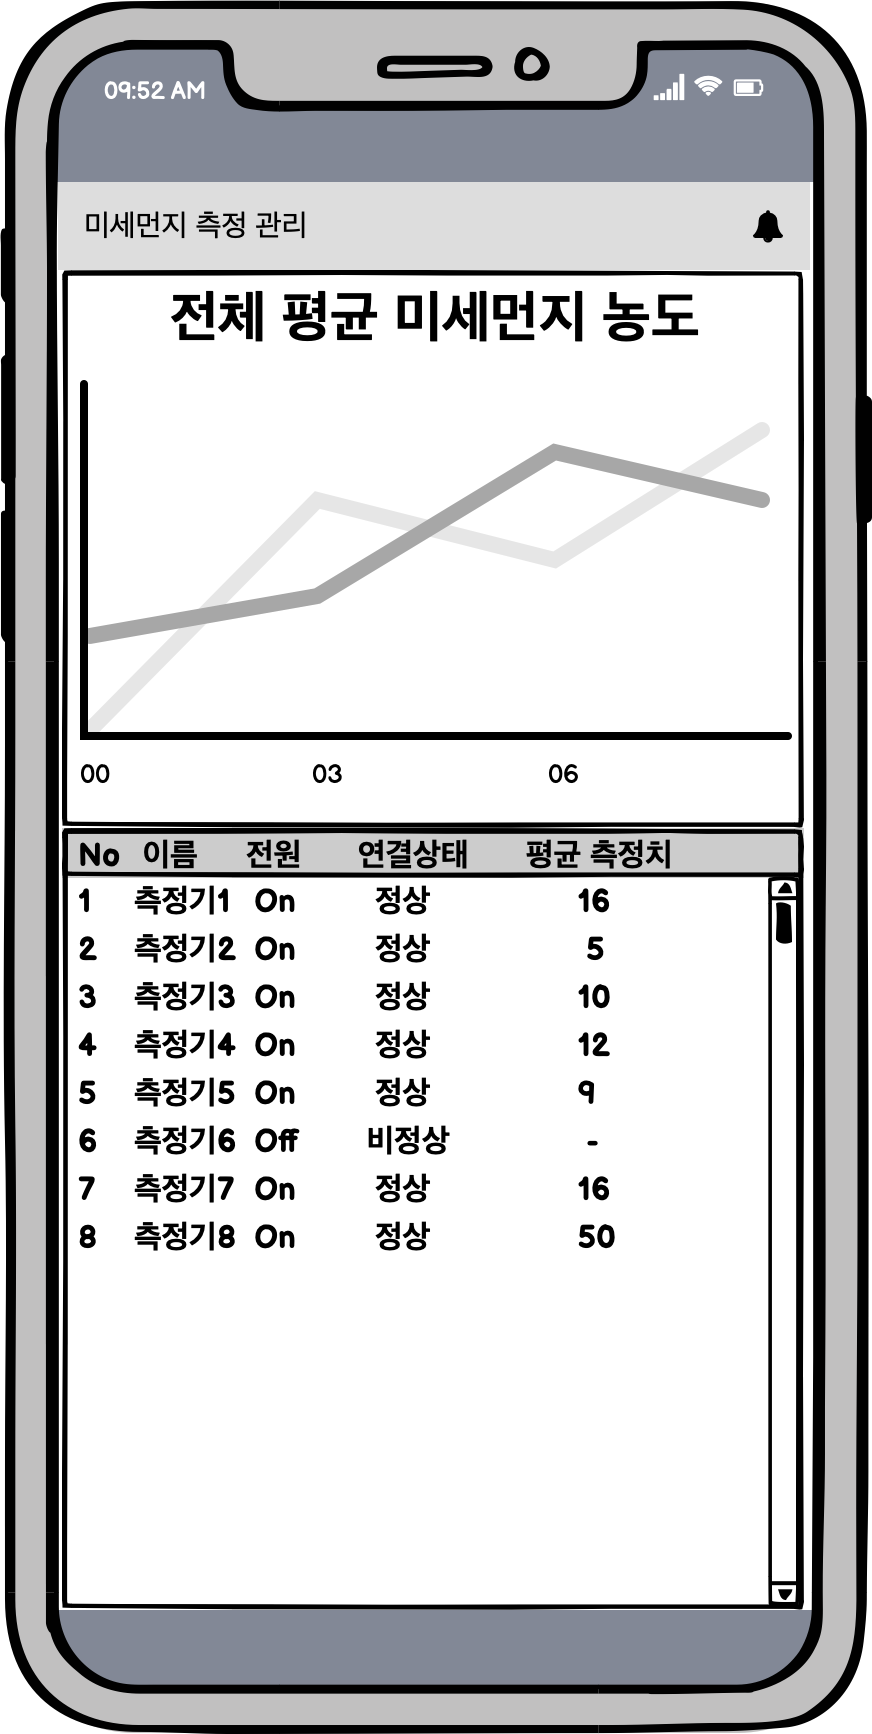 09:52 AM
미세먼지 측정 관리
전체 평균 미세먼지 농도
00 03 06
No 이름 전원 연결상태 평균 측정치
1 측정기1 On 정상 16
2 측정기2 On 정상 5
3 측정기3 On 정상 10
4 측정기4 On 정상 12
5 측정기5 On 정상 9
6 측정기6 Off 비정상 -
7 측정기7 On 정상 16
8 측정기8 On 정상 50